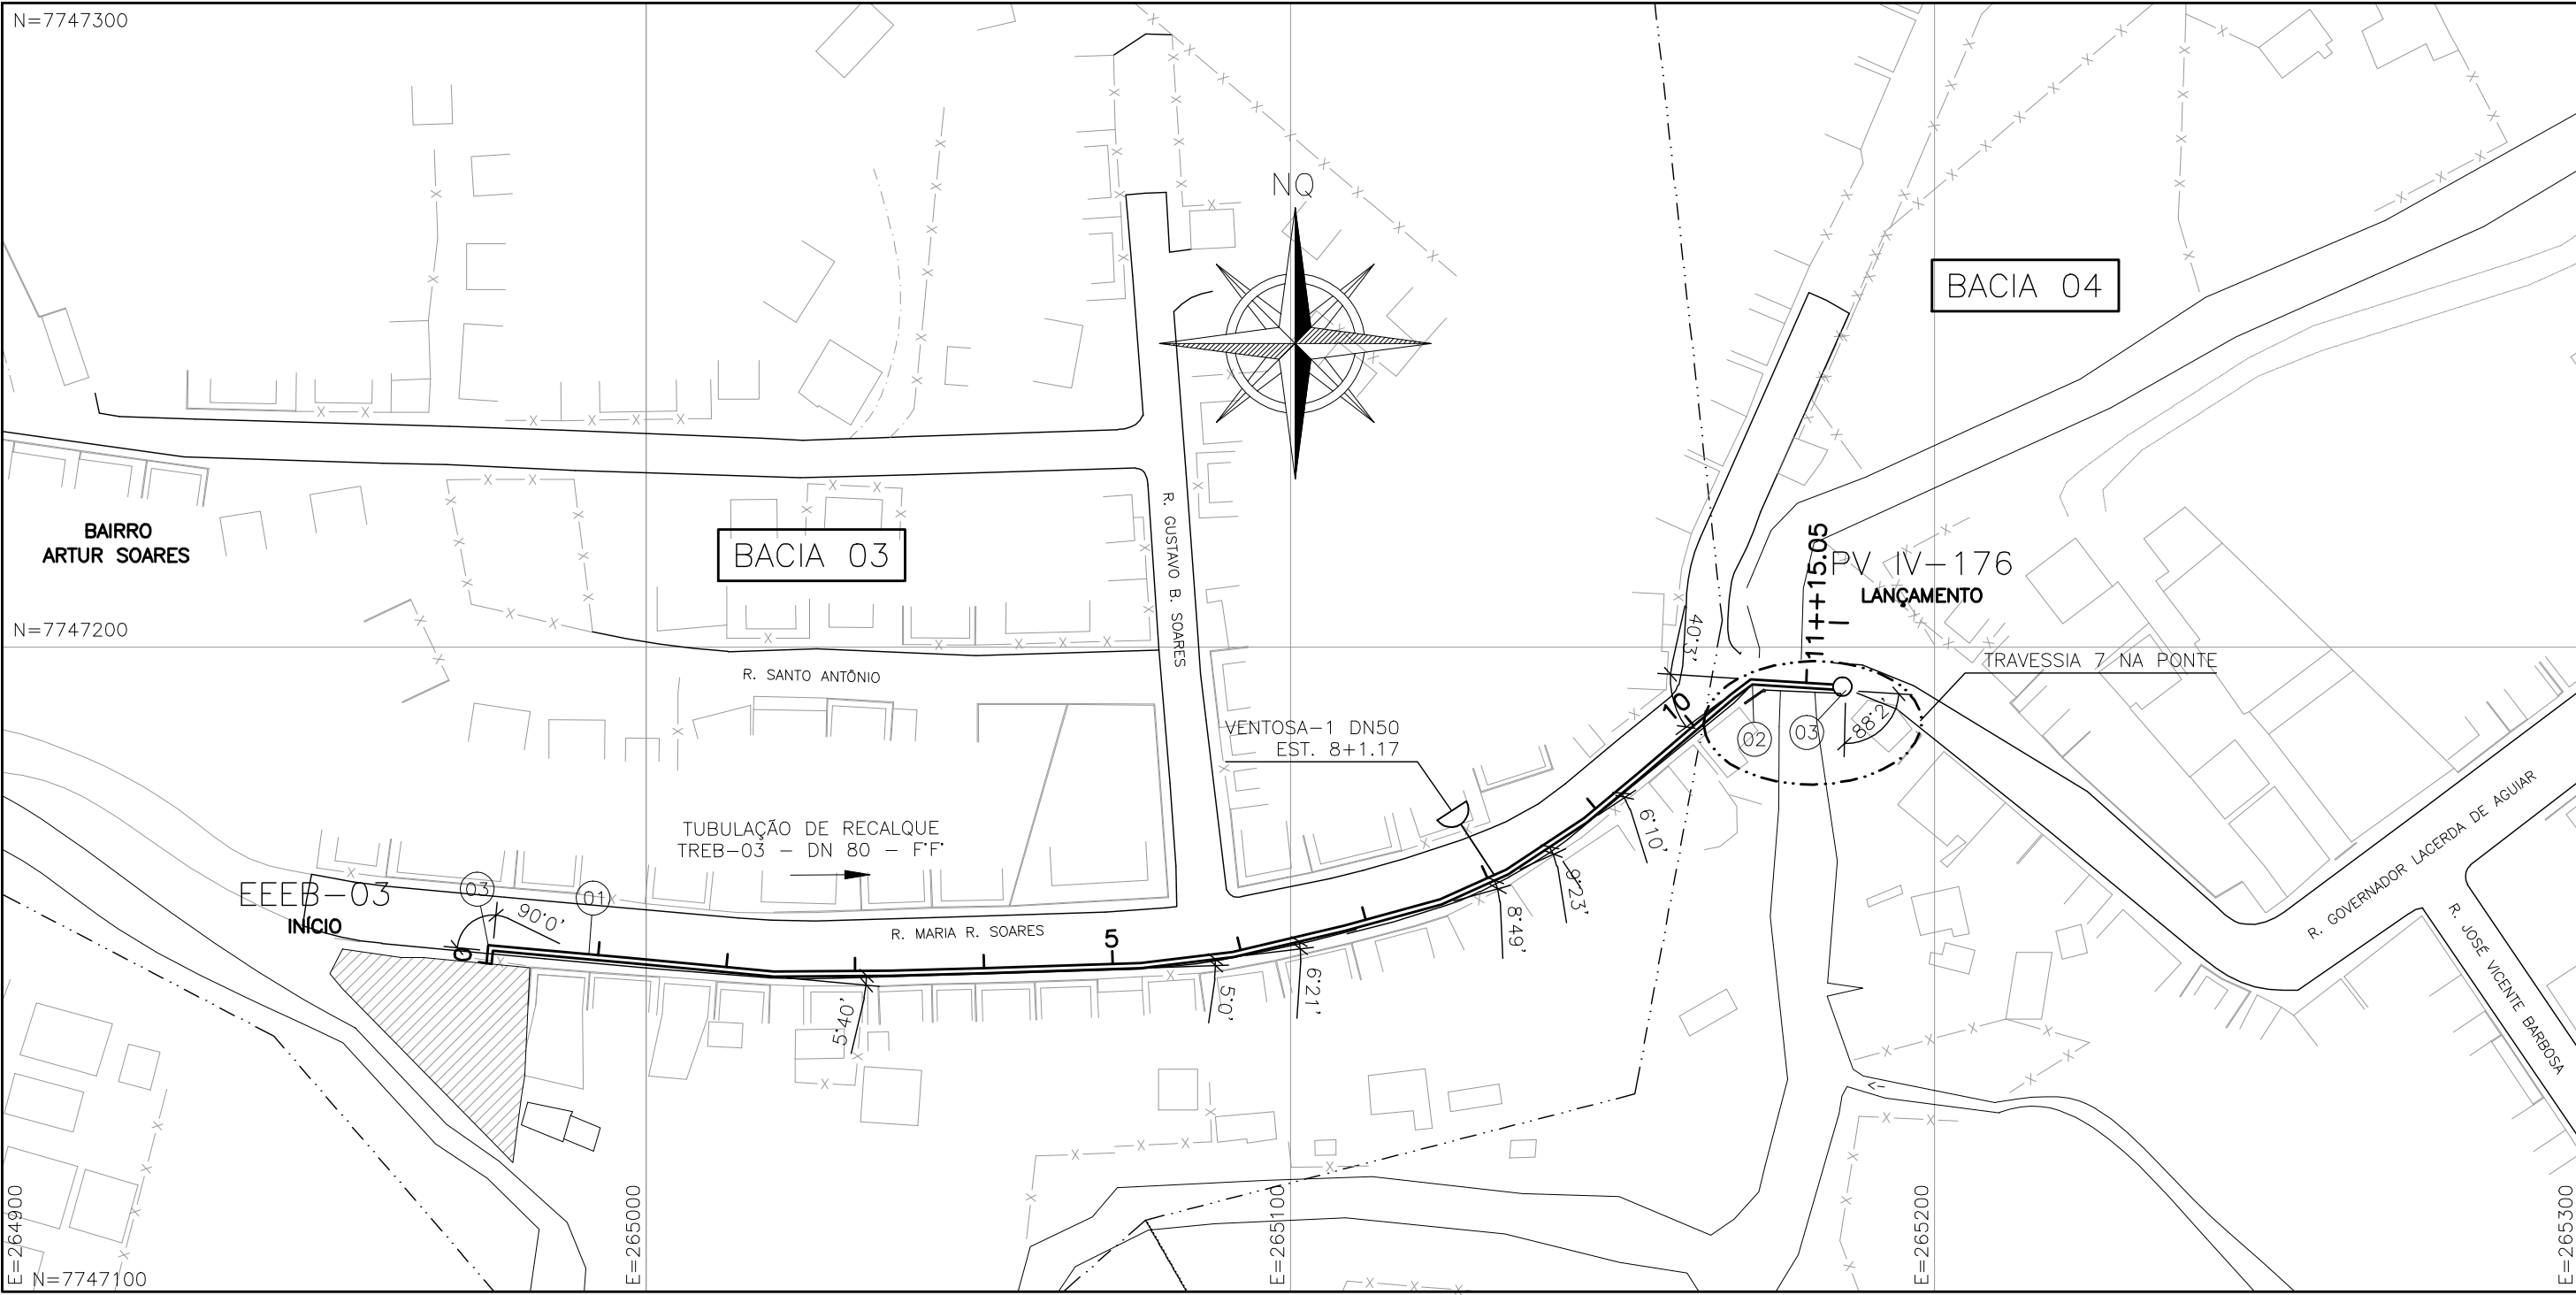 N=7747300
NQ
BACIA 04
BAIRRO
ARTUR SOARES
BACIA 03
R. GUSTAVO B. SOARES
11++15.05
PV IV-176
LANÇAMENTO
N=7747200
R. SANTO ANTÔNIO
40°3'
TRAVESSIA 7 NA PONTE
10
02
03
88°2'
VENTOSA-1 DN50
EST. 8+1.17
TUBULAÇÃO DE RECALQUE
TREB-03 - DN 80 - F°F°
6°10'
EEEB-03
INÍCIO
03
01
90°0'
0
R. MARIA R. SOARES
5
9°23'
8°49'
6°21'
5°0'
5°40'
R. GOVERNADOR LACERDA DE AGUIAR
R. JOSÉ VICENTE BARBOSA
E=264900
E=265000
E=265100
E=265200
E=265300
N=7747100